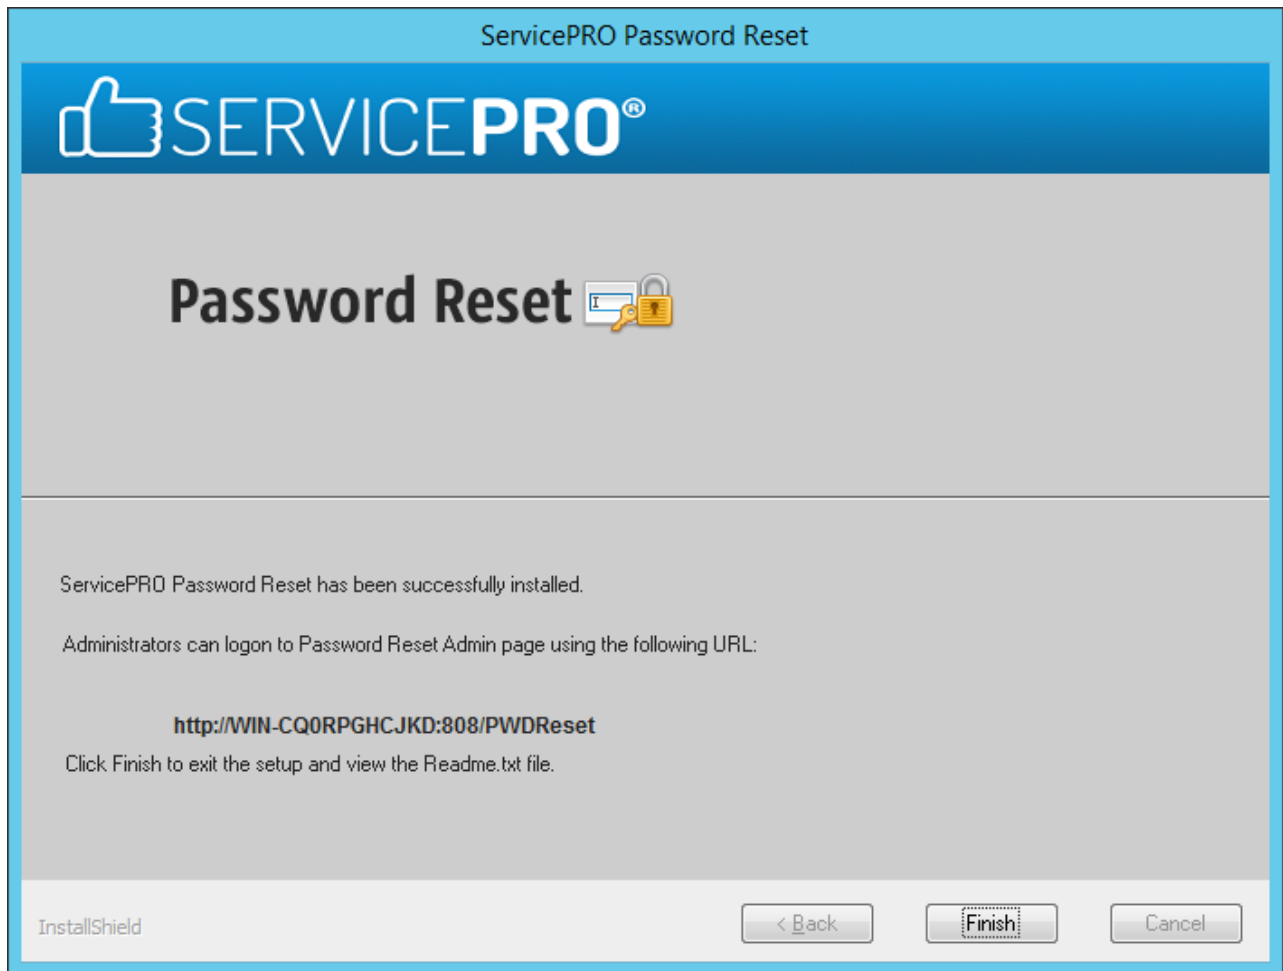 ServicePRO Password Reset
SERVICEPRO®
Password Reset
ServicePRO Password Reset has been successfully installed.
Administrators can logon to Password Reset Admin page using the following URL:
http://WIN-CQ0RPGHCJKD:808/PWDReset
Click Finish to exit the setup and view the Readme.txt file.
InstallShield
< Back
Finish
Cancel